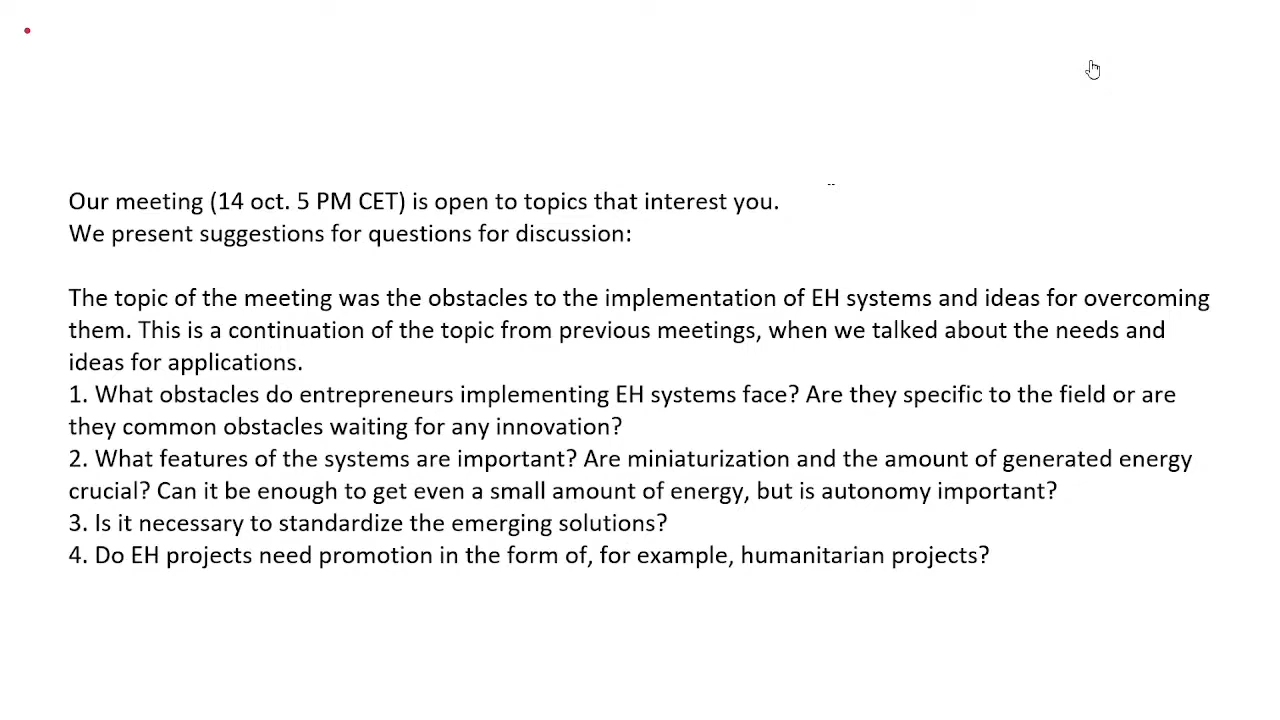 Our meeting (14 oct. 5 PM CET) is open to topics that interest you.
We present suggestions for questions for discussion:
The topic of the meeting was the obstacles to the implementation of EH systems and ideas for overcoming
them. This is a continuation of the topic from previous meetings, when we talked about the needs and
ideas for applications.
1. What obstacles do entrepreneurs implementing EH systems face? Are they specific to the field or are
they common obstacles waiting for any innovation?
2. What features of the systems are important? Are miniaturization and the amount of generated energy
crucial? Can it be enough to get even a small amount of energy, but is autonomy important?
3. Is it necessary to standardize the emerging solutions?
4. Do EH projects need promotion in the form of, for example, humanitarian projects?